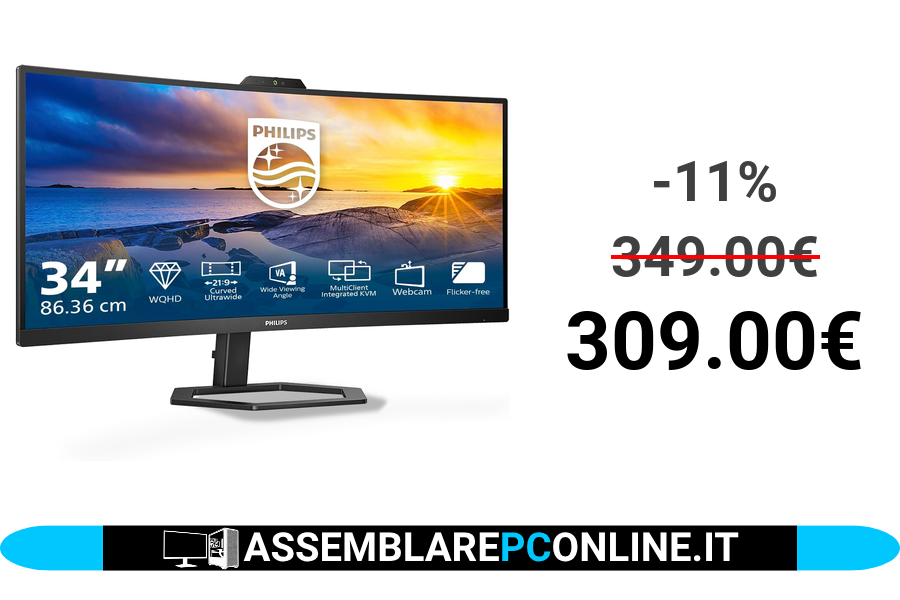 PHILIPS
34″
86.36 cm
WQHD
21:9
Curved
Ultrawide
VA
Wide Viewing
Angle
MultiClient
Integrated KVM
Webcam
Flicker-free
PHILIPS
-11%
349.00€
309.00€
ASSEMBLAREPCONLINE.IT